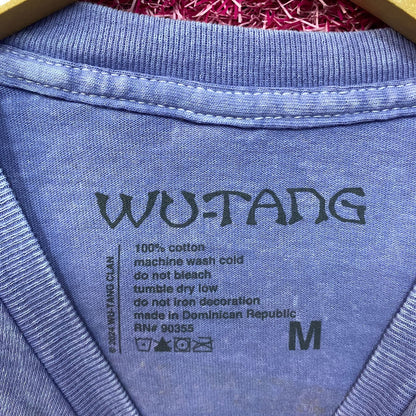 WU-TANG
© 2024 WU-TANG CLAN
100% cotton
machine wash cold
do not bleach
tumble dry low
do not iron decoration
made in Dominican Republic
RN# 90355
M